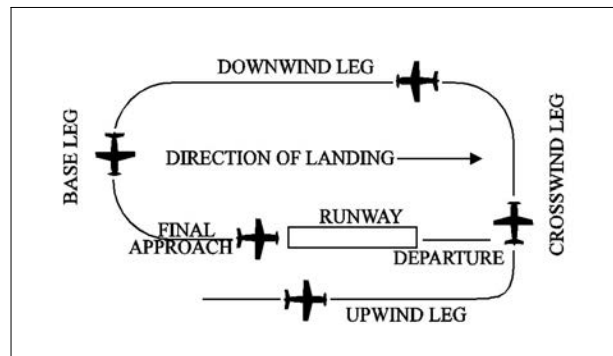 DOWNWIND LEG
BASE LEG
DIRECTION OF LANDING
CROSSWIND LEG
RUNWAY
FINAL
APPROACH
DEPARTURE
UPWIND LEG